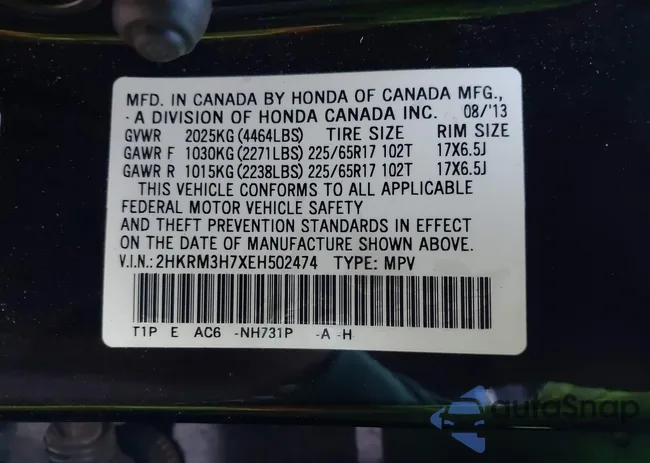 MFD. IN CANADA BY HONDA OF CANADA MFG.,
- A DIVISION OF HONDA CANADA INC. 08/'13
GVWR 2025KG (4464LBS) TIRE SIZE RIM SIZE
GAWR F 1030KG (2271LBS) 225/65R17 102T 17X6.5J
GAWR R 1015KG (2238LBS) 225/65R17 102T 17X6.5J
THIS VEHICLE CONFORMS TO ALL APPLICABLE
FEDERAL MOTOR VEHICLE SAFETY
AND THEFT PREVENTION STANDARDS IN EFFECT
ON THE DATE OF MANUFACTURE SHOWN ABOVE.
V.I.N.: 2HKRM3H7XEH502474 TYPE: MPV
T1P E AC6 -NH731P -A -H
autoSnap